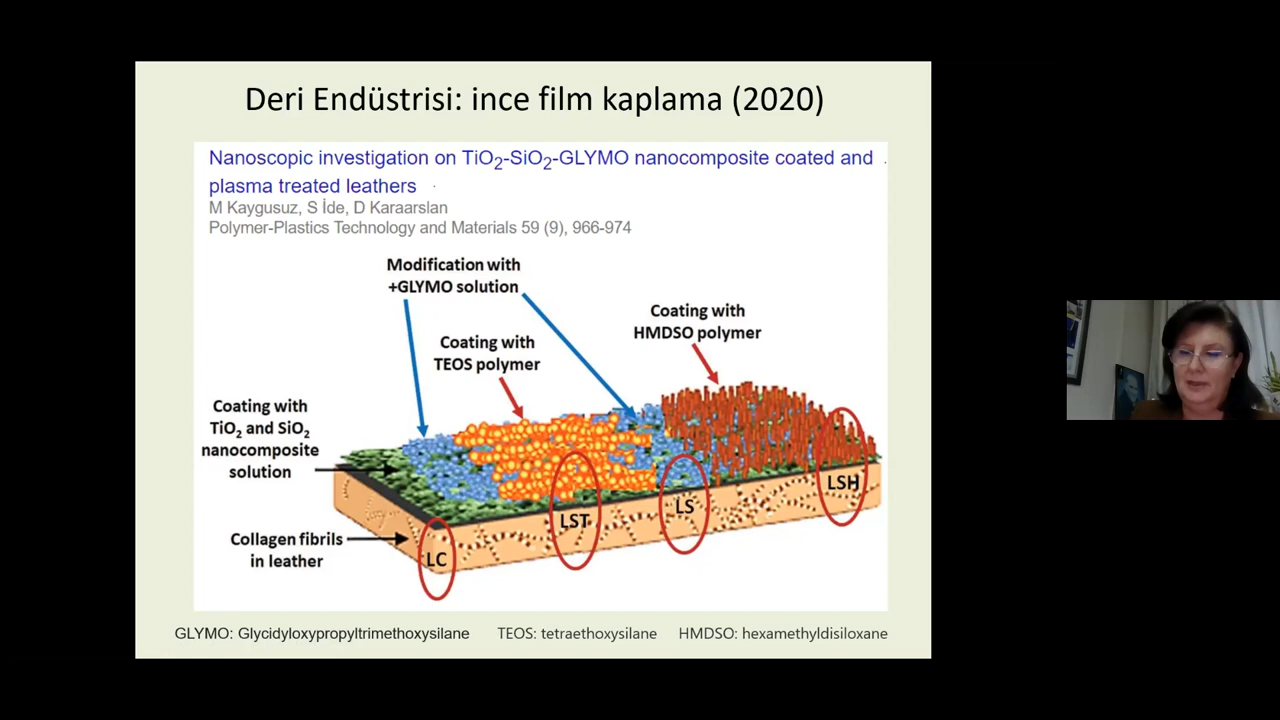 Deri Endüstrisi: ince film kaplama (2020)
Nanoscopic investigation on TiO2-SiO2-GLYMO nanocomposite coated and
plasma treated leathers
M Kaygusuz, S İde, D Karaarslan
Polymer-Plastics Technology and Materials 59 (9), 966-974
Modification with
+GLYMO solution
Coating with
HMDSO polymer
Coating with
TEOS polymer
Coating with
TiO2 and SiO2
nanocomposite
solution
Collagen fibrils
in leather
LC
LST
LS
LSH
GLYMO: Glycidyloxypropyltrimethoxysilane TEOS: tetraethoxysilane HMDSO: hexamethyldisiloxane